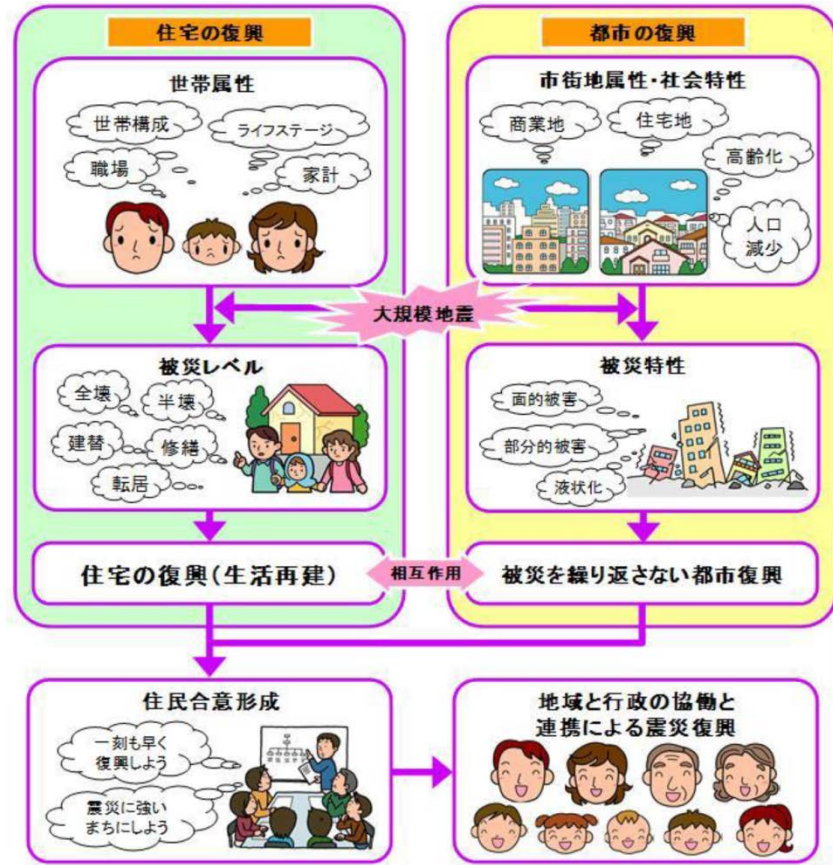 住宅の復興
世帯属性
世帯構成
ライフステージ
職場
家計
都市の復興
市街地属性・社会特性
商業地
住宅地
高齢化
人口
減少
大規模地震
被災レベル
全壊
半壊
建替
修繕
転居
被災特性
面的被害
部分的被害
液状化
住宅の復興(生活再建)
相互作用
被災を繰り返さない都市復興
住民合意形成
一刻も早く
復興しよう
震災に強い
まちにしよう
地域と行政の協働と
連携による震災復興